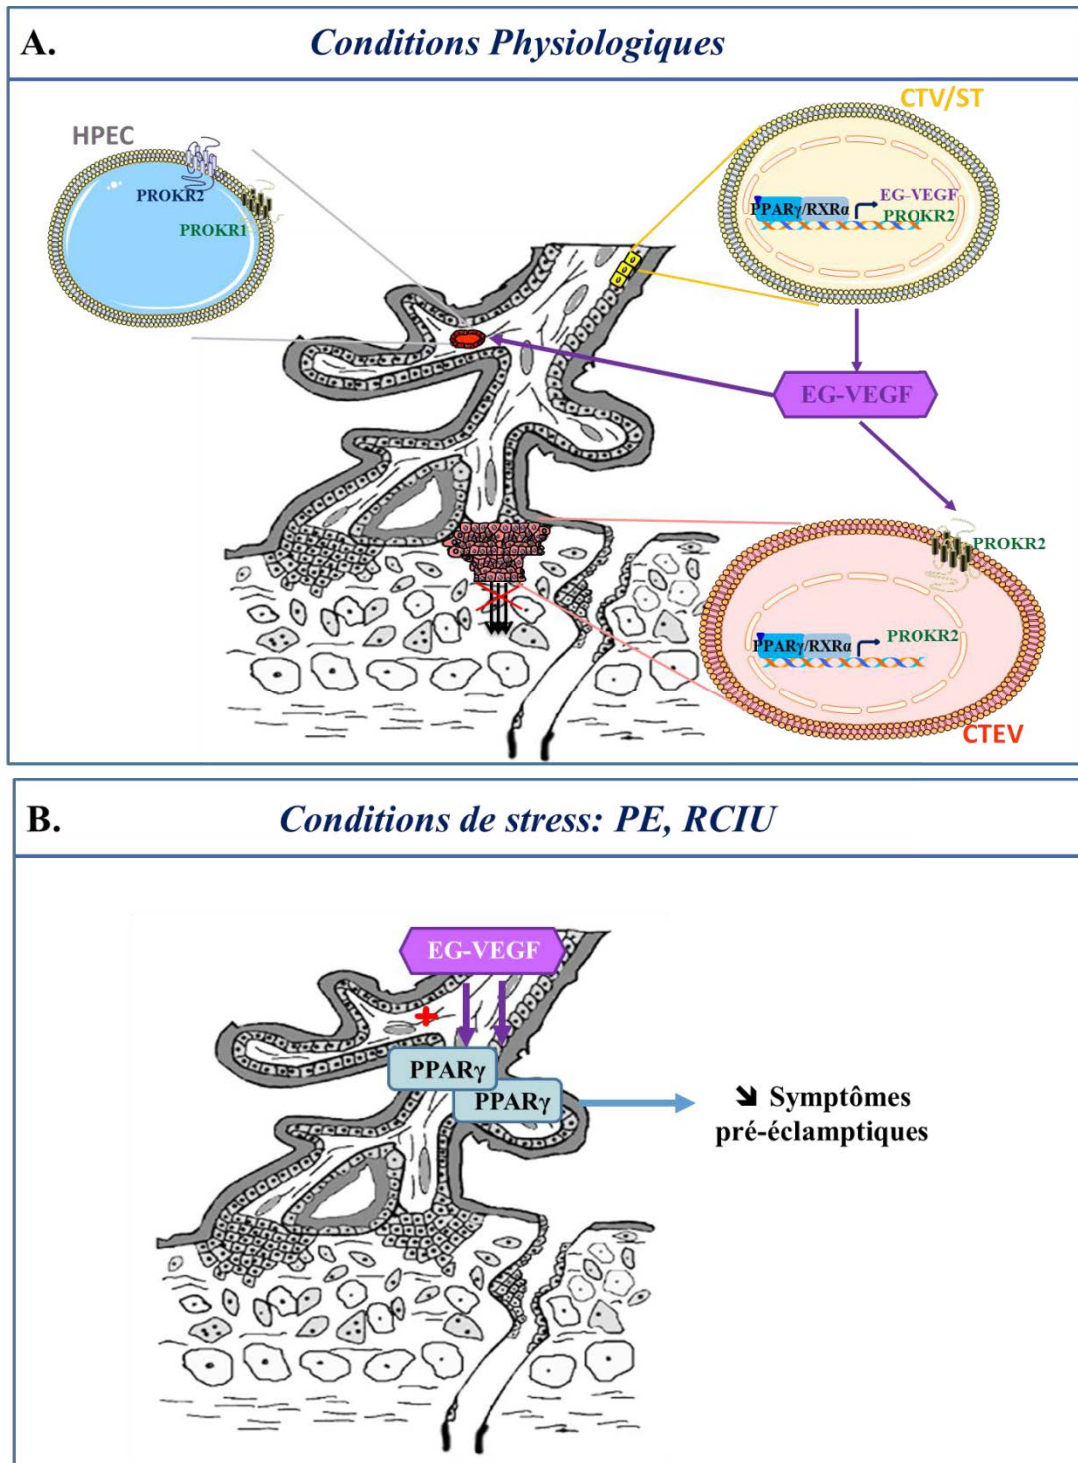 A.
Conditions Physiologiques
HPEC
PROKR2
PROKR1
CTV/ST
PPARγ/RXRα
EG-VEGF
PROKR2
EG-VEGF
PROKR2
PPARγ/RXRα
PROKR2
CTEV
B.
Conditions de stress: PE, RCIU
EG-VEGF
PPARγ
PPARγ
➘ Symptômes
pré-éclamptiques